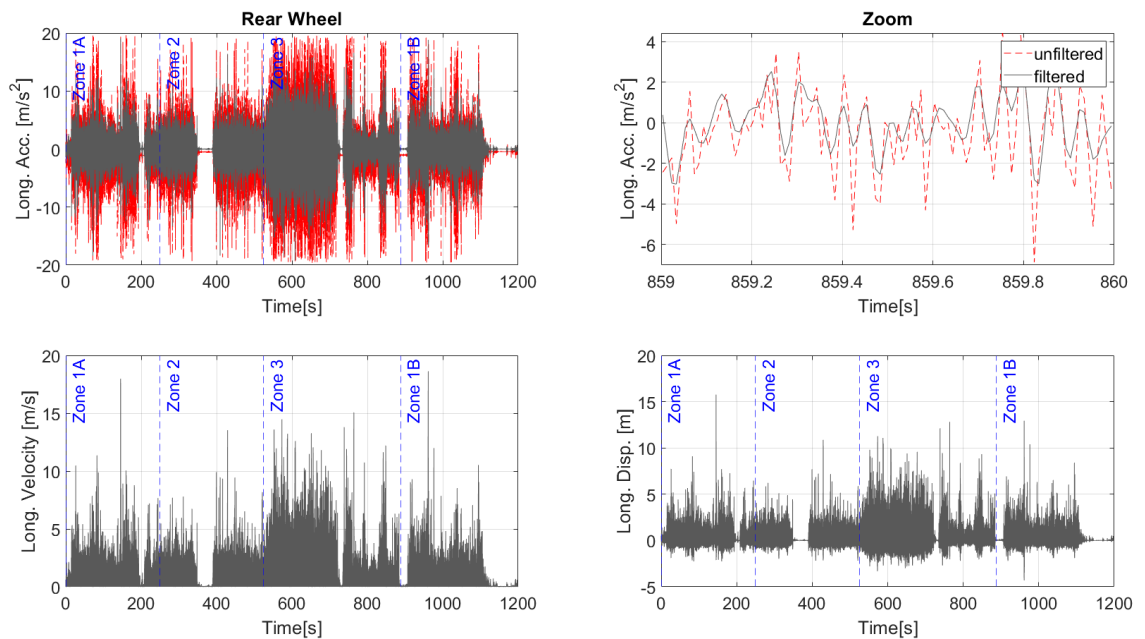 Rear Wheel
20
10
0
-10
-20
Long. Acc. [m/s2]
Zone 1A
Zone 2
Zone 3
Zone 1B
0
200
400
600
800
1000
1200
Time[s]
Zoom
4
2
0
-2
-4
-6
Long. Acc. [m/s2]
unfiltered
filtered
859
859.2
859.4
859.6
859.8
860
Time[s]
20
15
10
5
0
Long. Velocity [m/s]
Zone 1A
Zone 2
Zone 3
Zone 1B
0
200
400
600
800
1000
1200
Time[s]
20
15
10
5
0
-5
Long. Disp. [m]
Zone 1A
Zone 2
Zone 3
Zone 1B
0
200
400
600
800
1000
1200
Time[s]